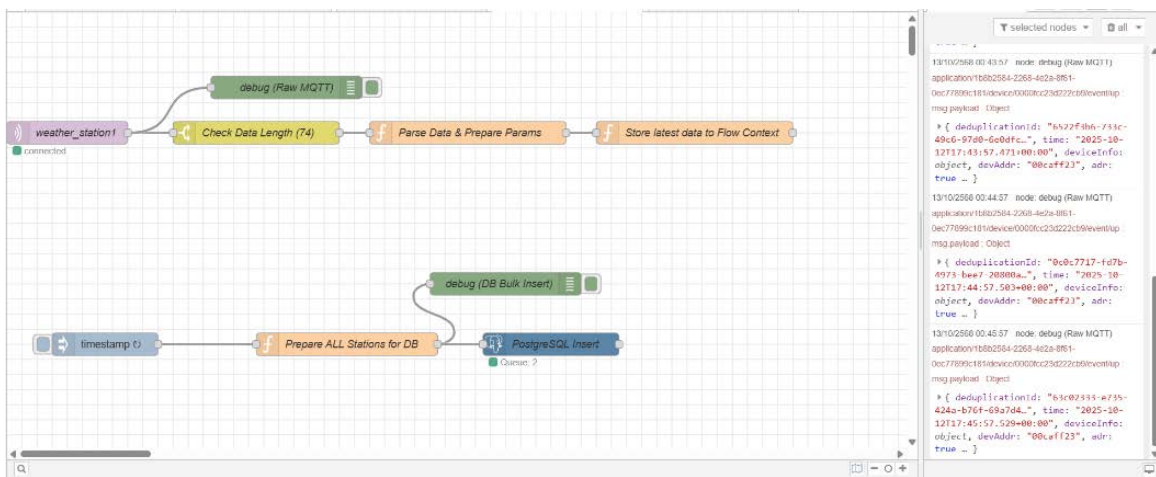 debug (Raw MQTT)
weather_station1
Check Data Length (74)
Parse Data & Prepare Params
Store latest data to Flow Context
connected
debug (DB Bulk Insert)
timestamp ↻
Prepare ALL Stations for DB
PostgreSQL Insert
Queue: 2
selected nodes
all
13/10/2568 00:43:57 node: debug (Raw MQTT)
application/1b8b2584-2268-4e2a-8f61-
0ec77899c181/device/0000fcc23d222cb9/event/up :
msg.payload : Object
{ deduplicationId: "6522f3b6-733c-
49c6-97d0-6e0dfc…", time: "2025-10-
12T17:43:57.471+00:00", deviceInfo:
object, devAddr: "00caff23", adr:
true … }
13/10/2568 00:44:57 node: debug (Raw MQTT)
application/1b8b2584-2268-4e2a-8f61-
0ec77899c181/device/0000fcc23d222cb9/event/up :
msg.payload : Object
{ deduplicationId: "0c0c7717-fd7b-
4973-bee7-20800a…", time: "2025-10-
12T17:44:57.503+00:00", deviceInfo:
object, devAddr: "00caff23", adr:
true … }
13/10/2568 00:45:57 node: debug (Raw MQTT)
application/1b8b2584-2268-4e2a-8f61-
0ec77899c181/device/0000fcc23d222cb9/event/up :
msg.payload : Object
{ deduplicationId: "63c02333-e735-
424a-b76f-69a7d4…", time: "2025-10-
12T17:45:57.529+00:00", deviceInfo:
object, devAddr: "00caff23", adr:
true … }